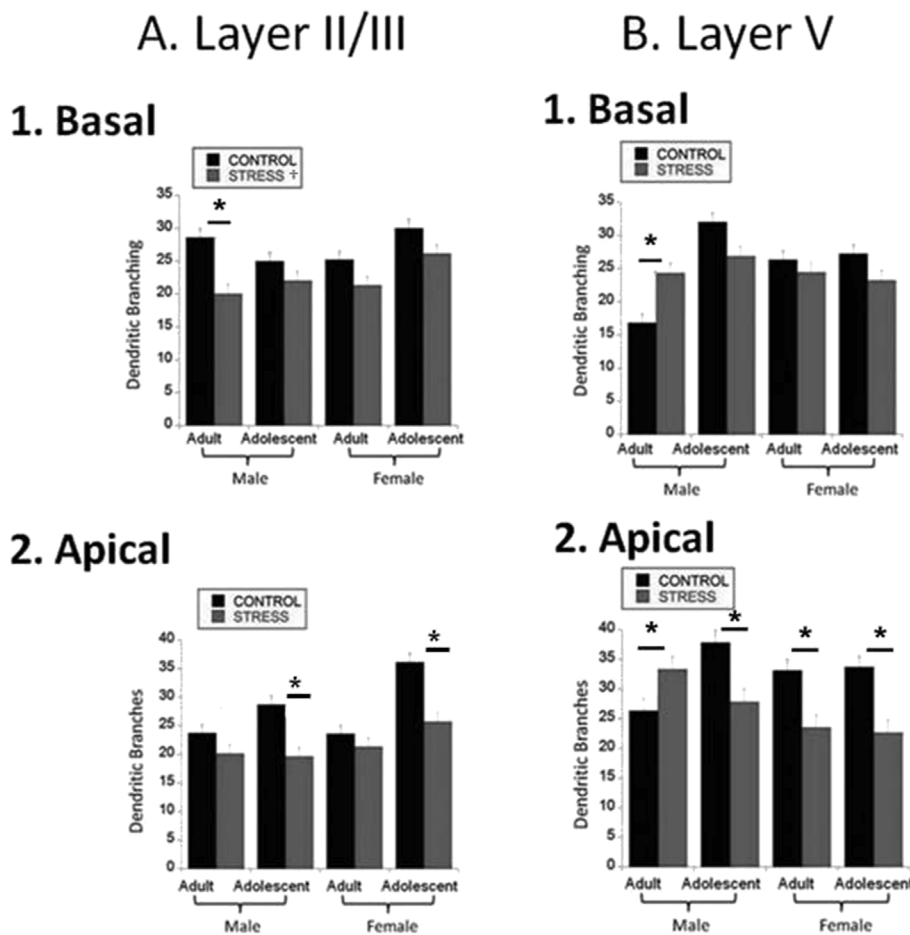 A. Layer II/III
B. Layer V
1. Basal
CONTROL
STRESS †
35
30
25
20
15
10
5
0
Dendritic Branching
*
Adult
Adolescent
Adult
Adolescent
Male
Female
1. Basal
CONTROL
STRESS
35
30
25
20
15
10
5
0
Dendritic Branching
*
Adult
Adolescent
Adult
Adolescent
Male
Female
2. Apical
CONTROL
STRESS
40
35
30
25
20
15
10
5
0
Dendritic Branches
*
*
Adult
Adolescent
Adult
Adolescent
Male
Female
2. Apical
CONTROL
STRESS
40
35
30
25
20
15
10
5
0
Dendritic Branches
*
*
*
*
Adult
Adolescent
Adult
Adolescent
Male
Female